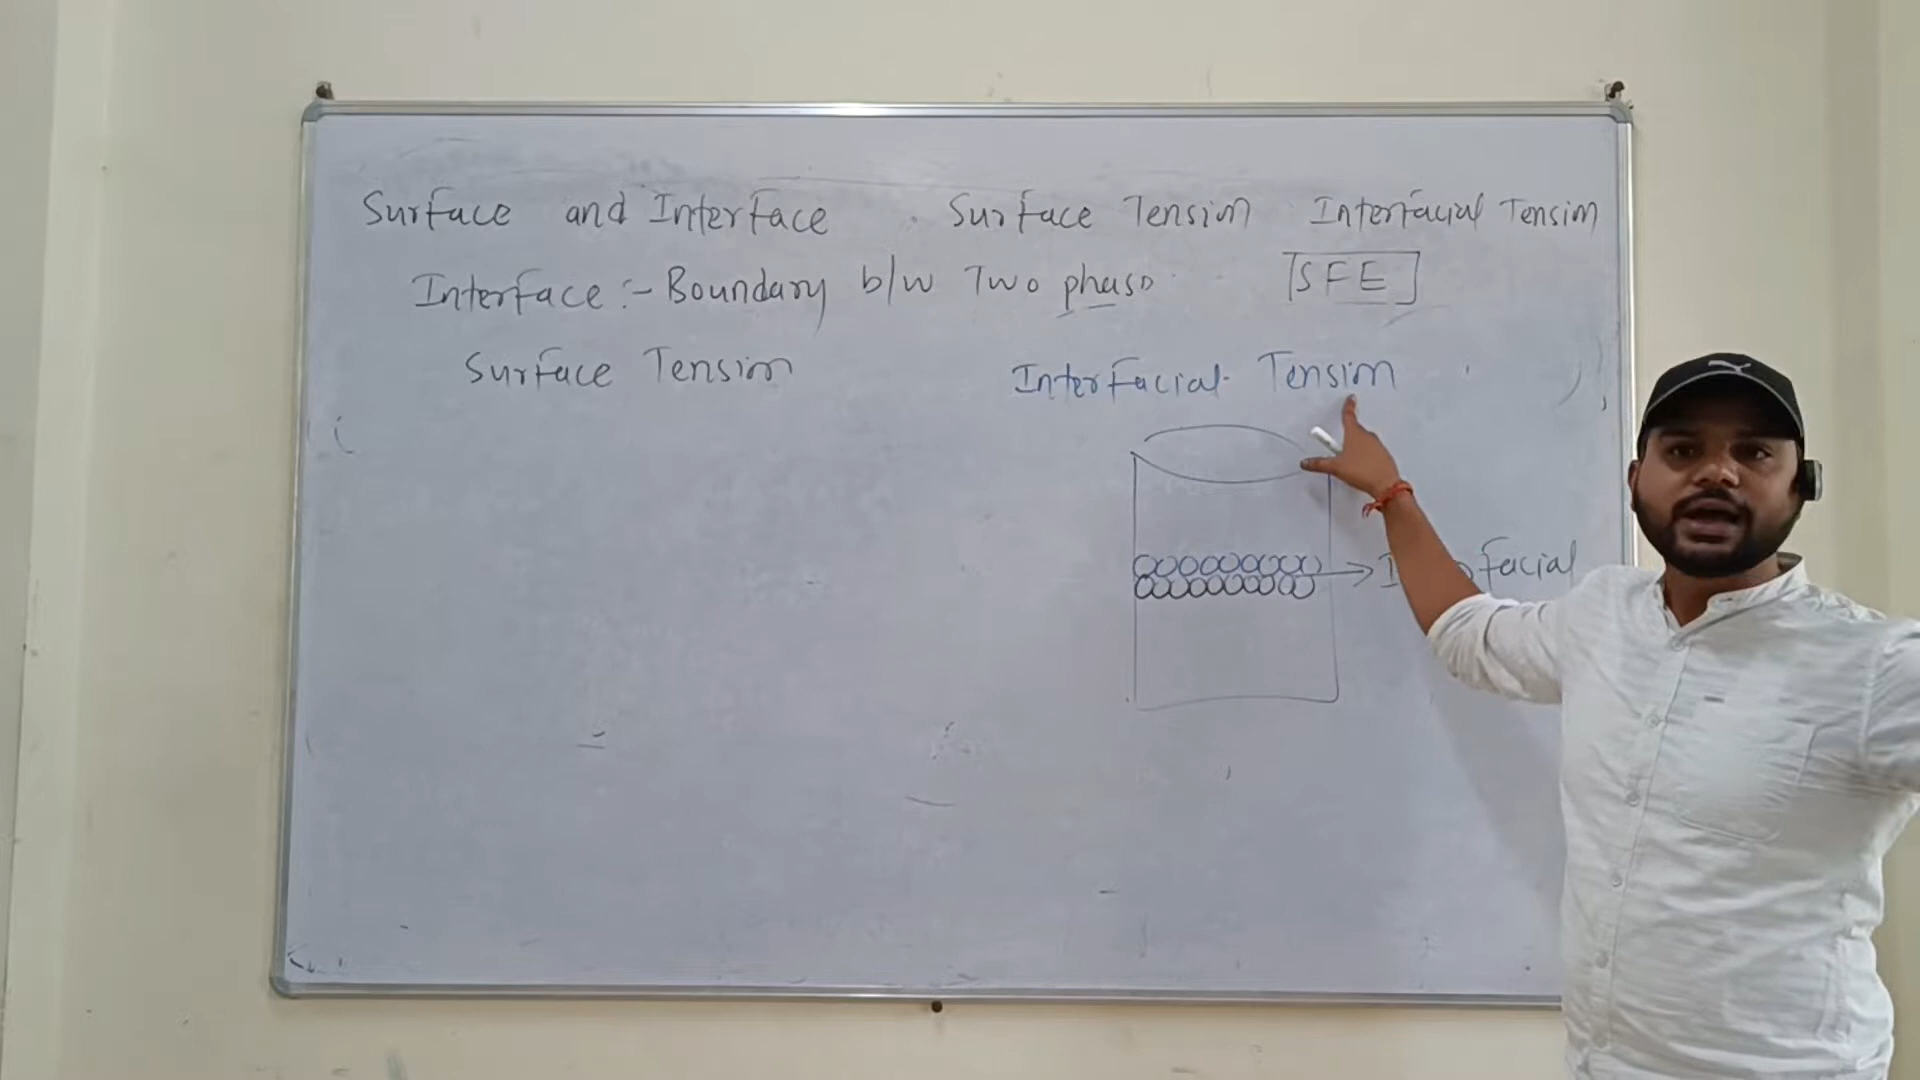 Surface and Interface . Surface Tension Interfacial Tension
Interface :- Boundary b/w Two phase
[SFE]
Surface Tension
Interfacial Tension
facial